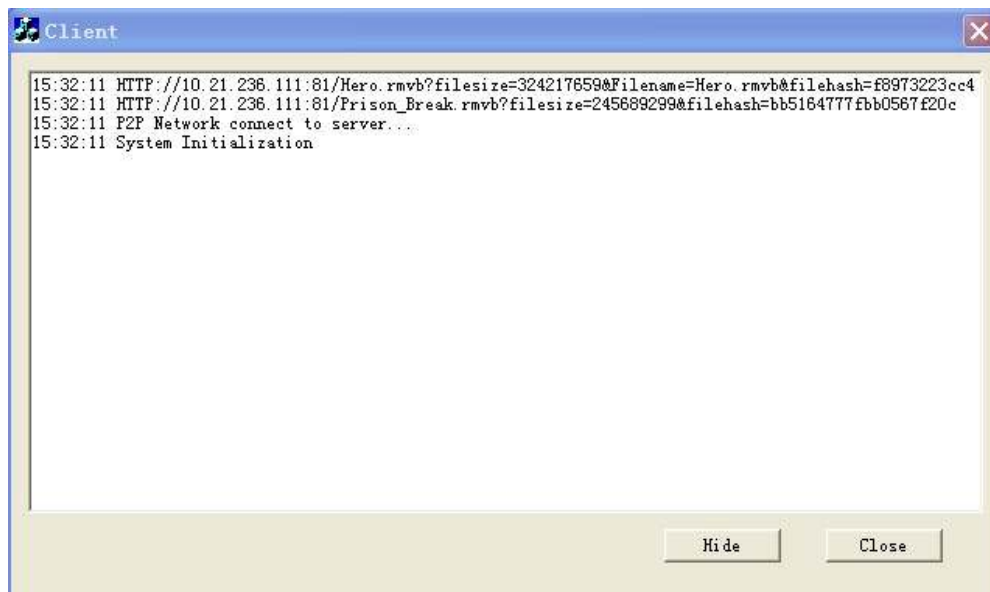 Client
15:32:11 HTTP://10.21.236.111:81/Hero.rmvb?filesize=324217659&Filename=Hero.rmvb&filehash=f8973223cc4
15:32:11 HTTP://10.21.236.111:81/Prison_Break.rmvb?filesize=245689299&filehash=bb5164777fbb0567f20c
15:32:11 P2P Network connect to server...
15:32:11 System Initialization
Hide Close